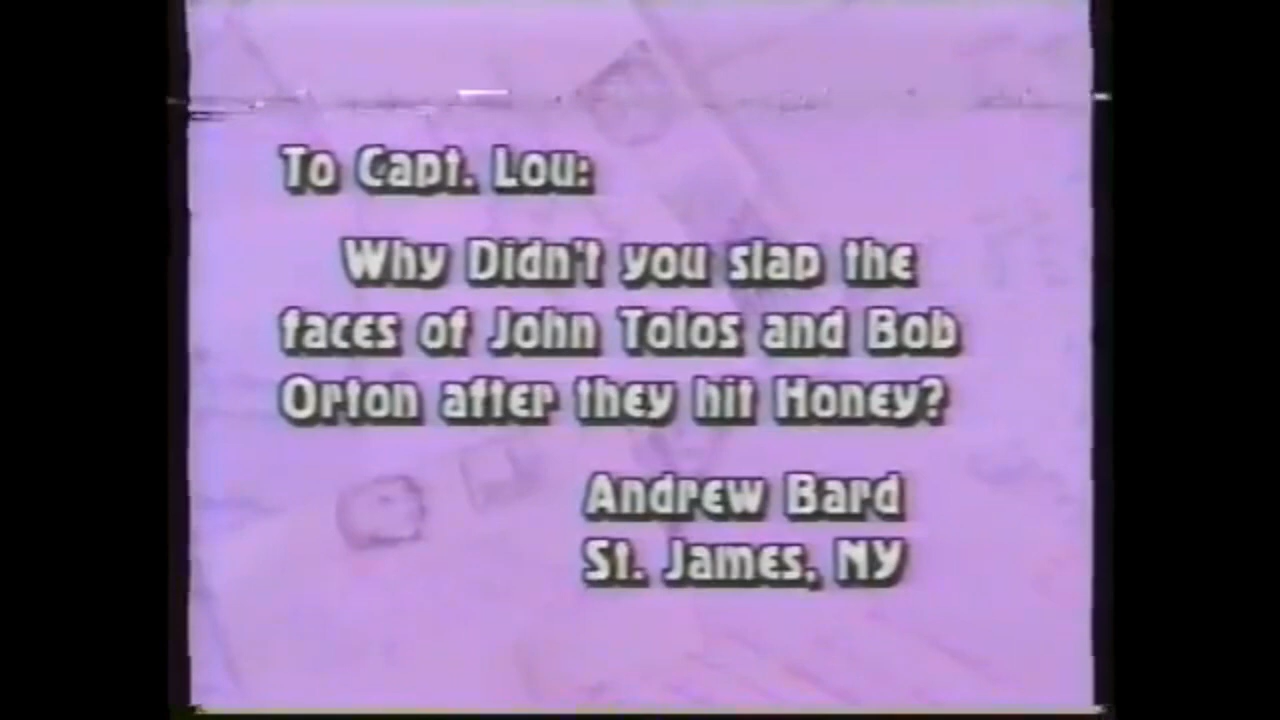 To Capt. Lou:
Why Didn't you slap the
faces of John Tolos and Bob
Orton after they hit Honey?
Andrew Bard
St. James, NY